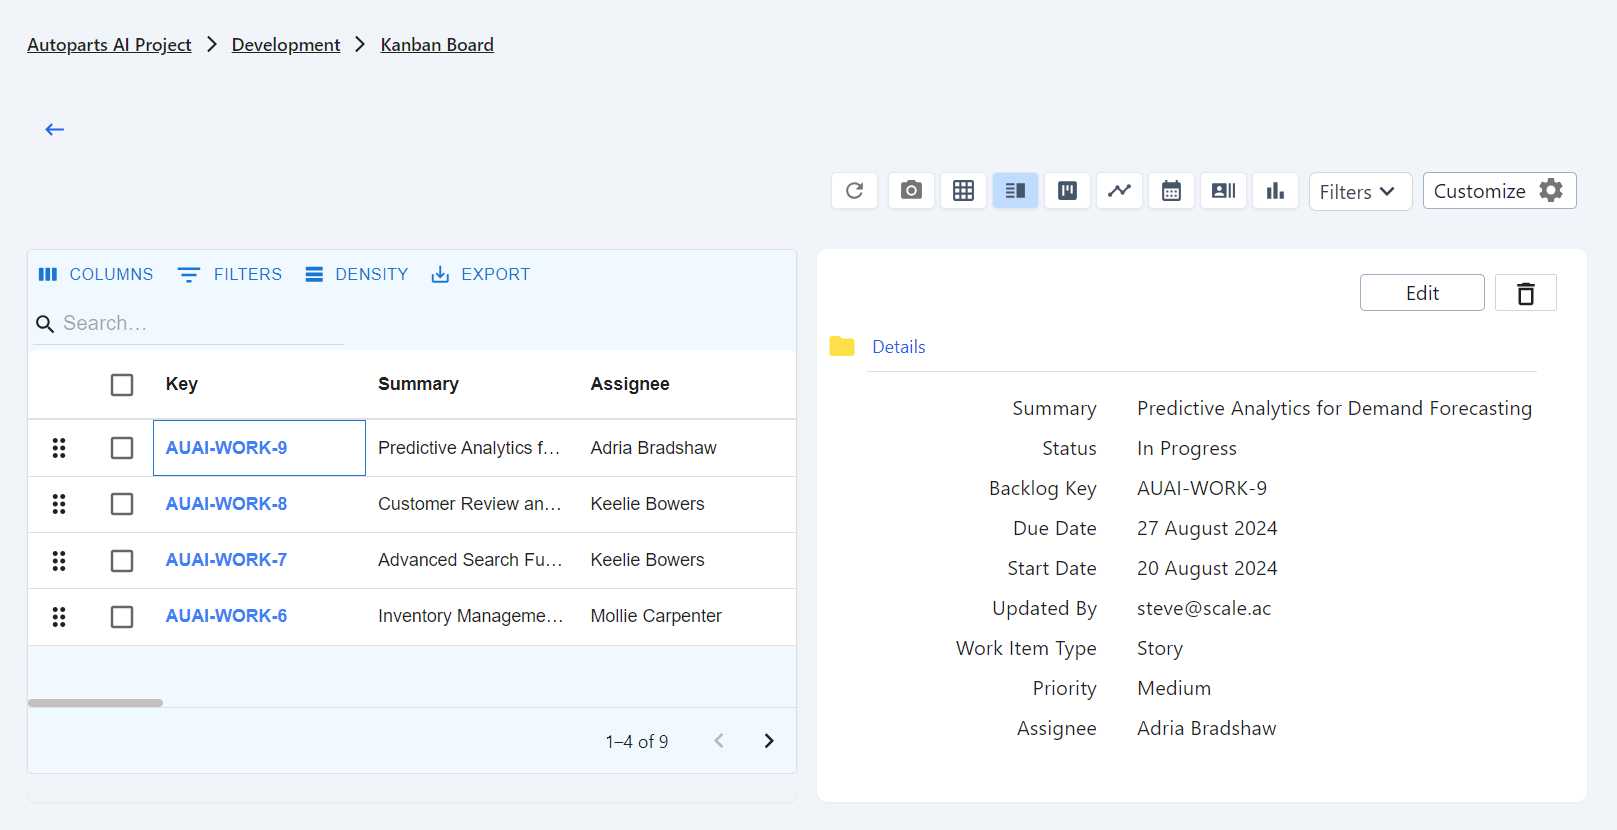 Autoparts AI Project > Development > Kanban Board
Filters Customize
COLUMNS FILTERS DENSITY EXPORT
Search…
Key Summary Assignee
AUAI-WORK-9 Predictive Analytics f… Adria Bradshaw
AUAI-WORK-8 Customer Review an… Keelie Bowers
AUAI-WORK-7 Advanced Search Fu… Keelie Bowers
AUAI-WORK-6 Inventory Manageme… Mollie Carpenter
1–4 of 9
Edit
Details
Summary Predictive Analytics for Demand Forecasting
Status In Progress
Backlog Key AUAI-WORK-9
Due Date 27 August 2024
Start Date 20 August 2024
Updated By steve@scale.ac
Work Item Type Story
Priority Medium
Assignee Adria Bradshaw